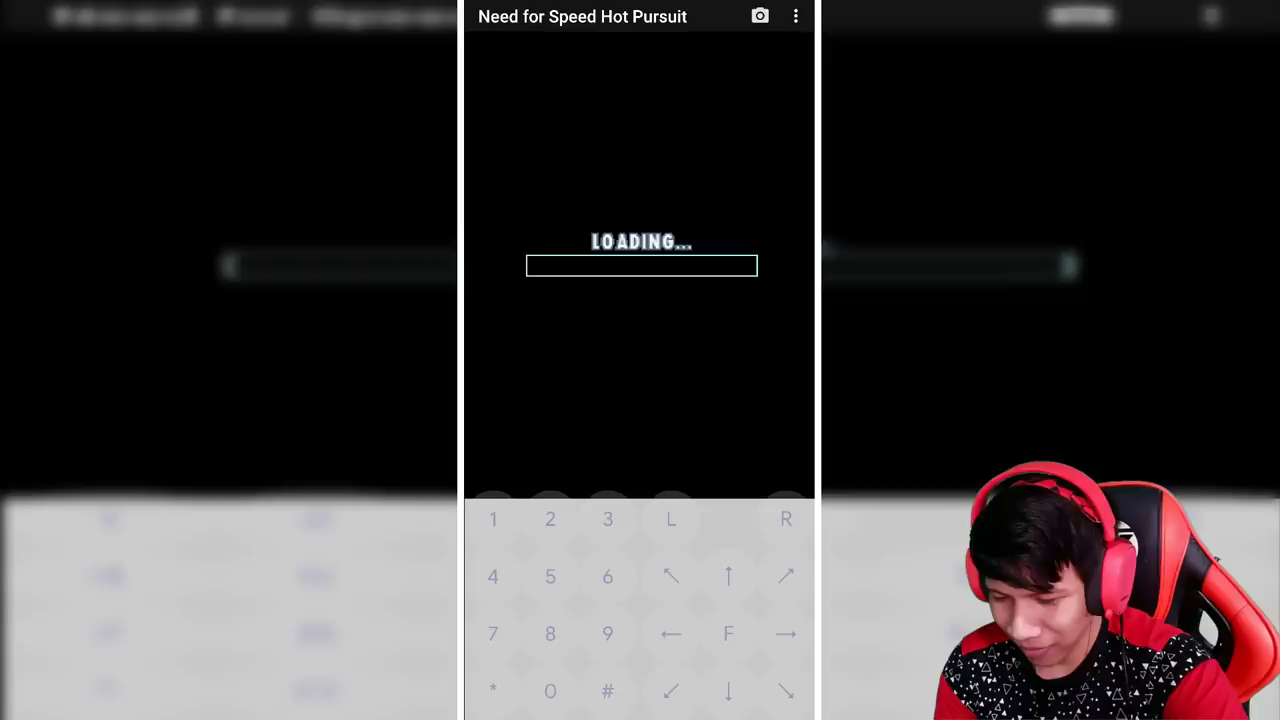 Need for Speed Hot Pursuit
LOADING...
1 2 3 L R
4 5 6 ↖ ↑ ↗
7 8 9 ← F →
* 0 # ↙ ↓ ↘